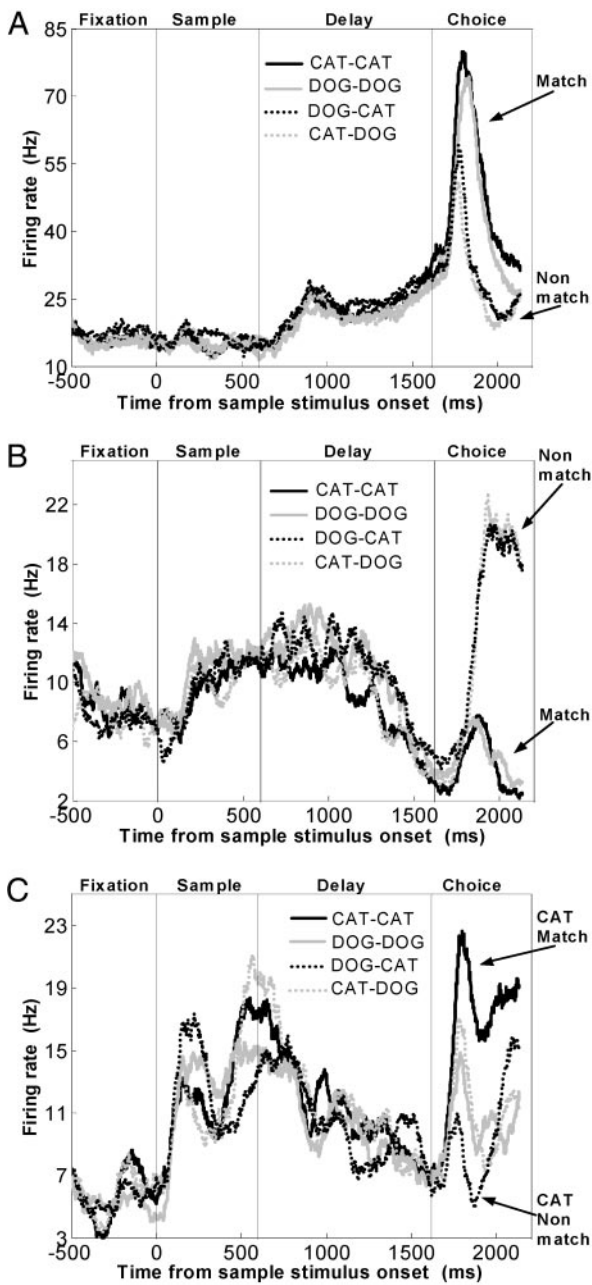 A
Fixation Sample Delay Choice
85
70
55
40
25
10
Firing rate (Hz)
CAT-CAT
DOG-DOG
DOG-CAT
CAT-DOG
Match
Non
match
-500 0 500 1000 1500 2000
Time from sample stimulus onset (ms)
B
Fixation Sample Delay Choice
22
18
14
10
6
2
Firing rate (Hz)
CAT-CAT
DOG-DOG
DOG-CAT
CAT-DOG
Non
match
Match
-500 0 500 1000 1500 2000
Time from sample stimulus onset (ms)
C
Fixation Sample Delay Choice
23
19
15
11
7
3
Firing rate (Hz)
CAT-CAT
DOG-DOG
DOG-CAT
CAT-DOG
CAT
Match
CAT
Non
match
-500 0 500 1000 1500 2000
Time from sample stimulus onset (ms)